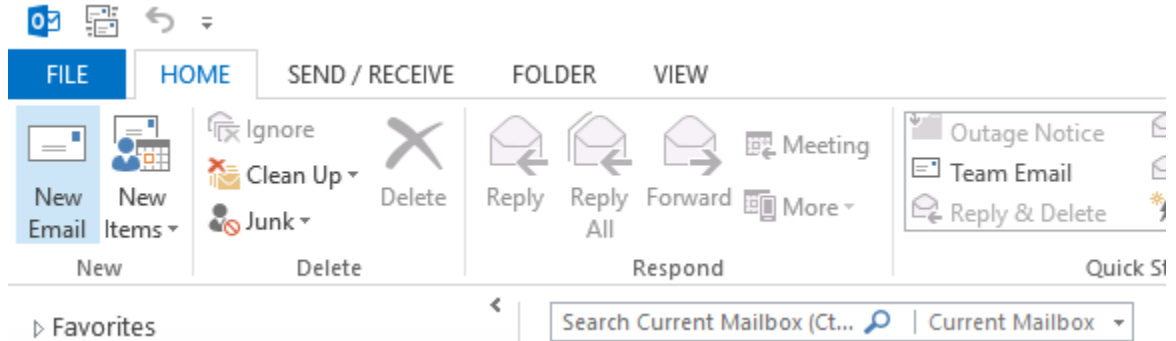 FILE HOME SEND / RECEIVE FOLDER VIEW
New Email
New Items
Ignore
Clean Up
Junk
Delete
Reply
Reply All
Forward
Meeting
More
Outage Notice
Team Email
Reply & Delete
New Delete Respond
Favorites
Search Current Mailbox (Ct... Current Mailbox